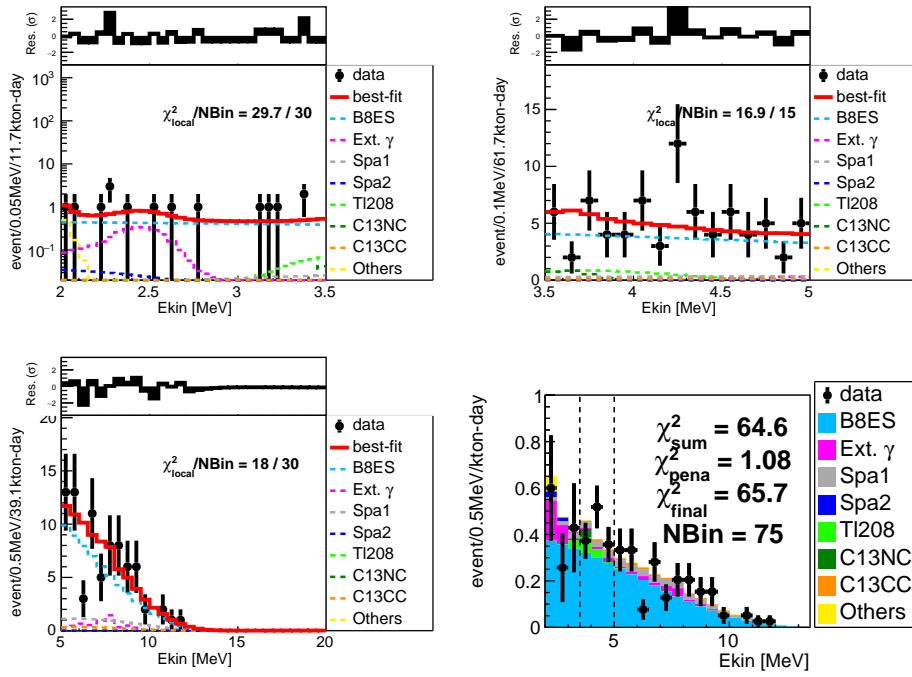 Res. (σ)
2
0
−2
event/0.05MeV/11.7kton-day
10³
10²
10
1
10⁻¹
χ²local/NBin = 29.7 / 30
2
2.5
3
3.5
Ekin [MeV]
data
best-fit
B8ES
Ext. γ
Spa1
Spa2
Tl208
C13NC
C13CC
Others
Res. (σ)
2
0
−2
event/0.1MeV/61.7kton-day
15
10
5
0
χ²local/NBin = 16.9 / 15
3.5
4
4.5
5
Ekin [MeV]
data
best-fit
B8ES
Ext. γ
Spa1
Spa2
Tl208
C13NC
C13CC
Others
Res. (σ)
2
0
−2
event/0.5MeV/39.1kton-day
20
15
10
5
0
χ²local/NBin = 18 / 30
5
10
15
20
Ekin [MeV]
data
best-fit
B8ES
Ext. γ
Spa1
Spa2
Tl208
C13NC
C13CC
Others
event/0.5MeV/kton-day
1
0.8
0.6
0.4
0.2
0
χ²sum = 64.6
χ²pena = 1.08
χ²final = 65.7
NBin = 75
5
10
Ekin [MeV]
data
B8ES
Ext. γ
Spa1
Spa2
Tl208
C13NC
C13CC
Others